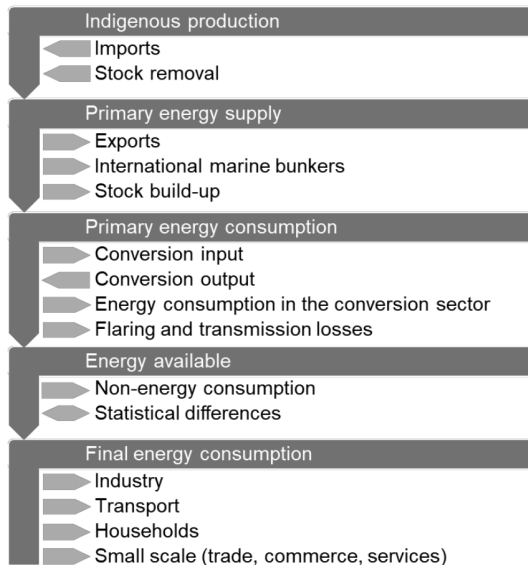 Indigenous production
Imports
Stock removal
Primary energy supply
Exports
International marine bunkers
Stock build-up
Primary energy consumption
Conversion input
Conversion output
Energy consumption in the conversion sector
Flaring and transmission losses
Energy available
Non-energy consumption
Statistical differences
Final energy consumption
Industry
Transport
Households
Small scale (trade, commerce, services)